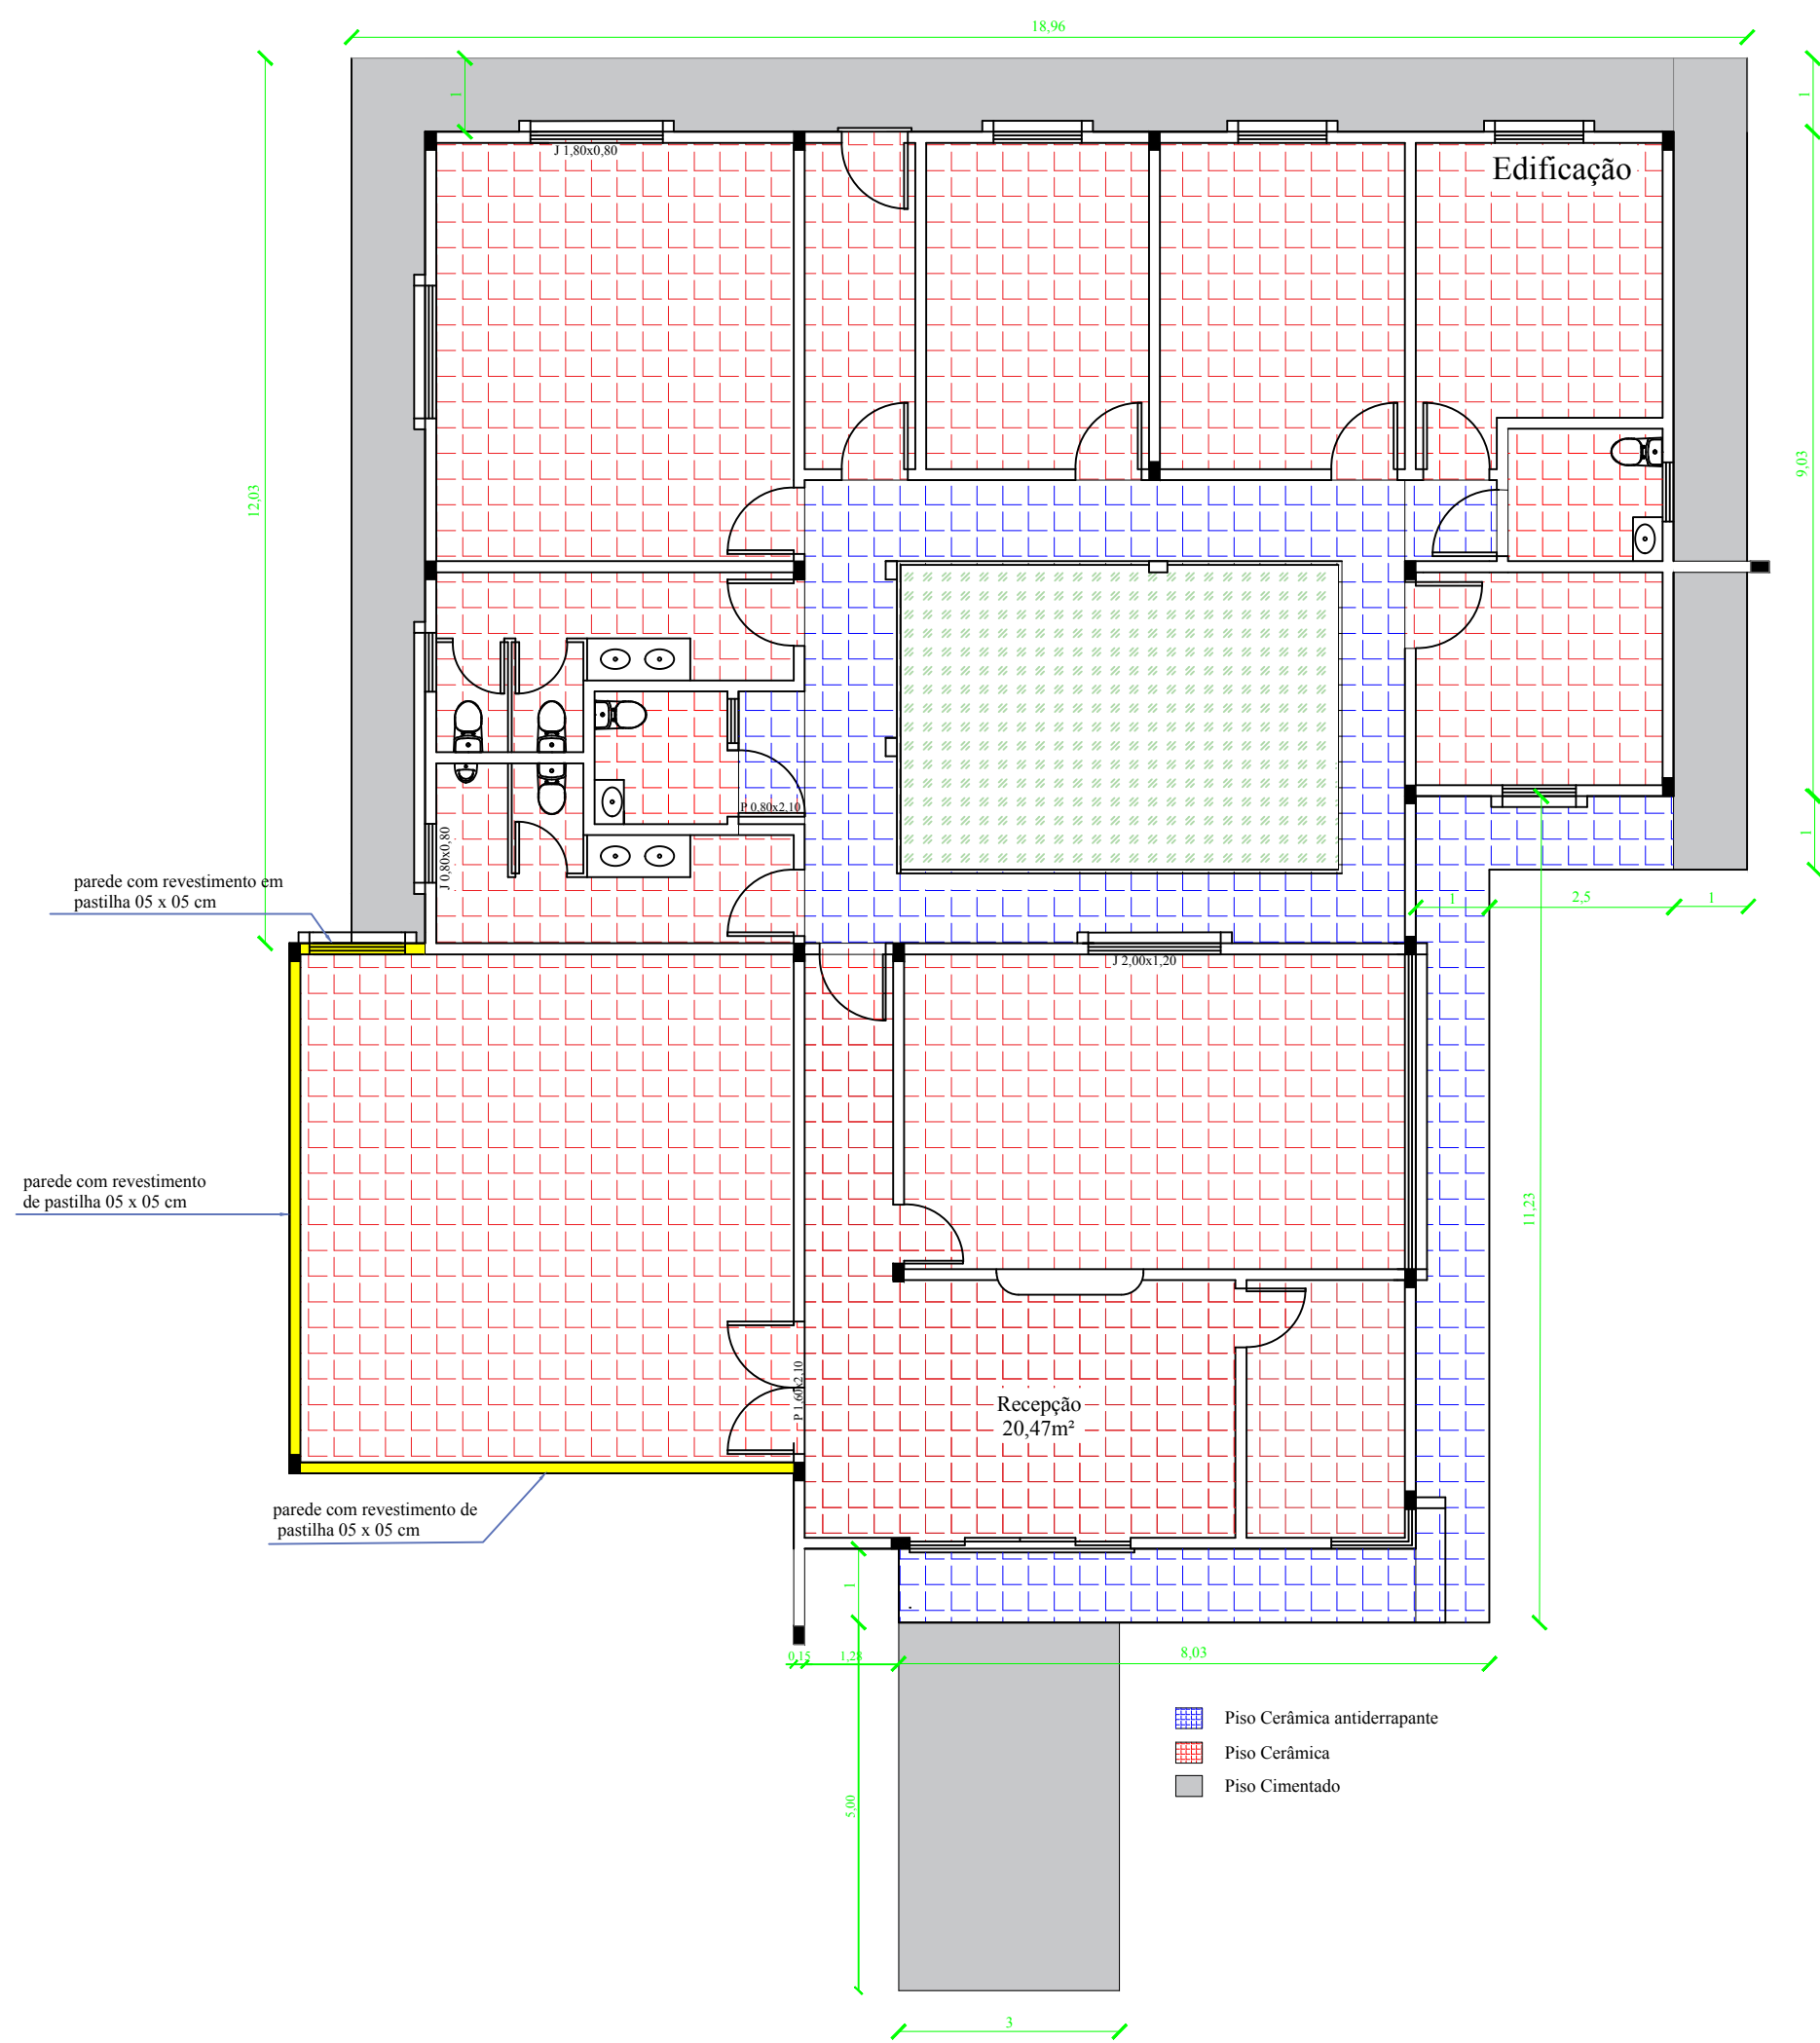 18,96
1
1
J 1,80x0,80
Edificação
12,03
9,03
P 0,80x2,10
J 0,80x0,80
1
parede com revestimento em
pastilha 05 x 05 cm
1
2,5
1
J 2,00x1,20
parede com revestimento
de pastilha 05 x 05 cm
11,23
P 1,60x2,10
Recepção
20,47m²
parede com revestimento de
pastilha 05 x 05 cm
1
0,15
1,28
8,03
Piso Cerâmica antiderrapante
Piso Cerâmica
Piso Cimentado
5,00
3